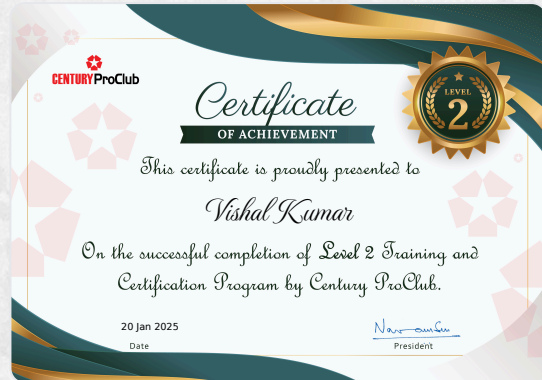 CENTURY ProClub
Certificate
OF ACHIEVEMENT
LEVEL
2
This certificate is proudly presented to
Vishal Kumar
On the successful completion of Level 2 Training and
Certification Program by Century ProClub.
20 Jan 2025
Date
President